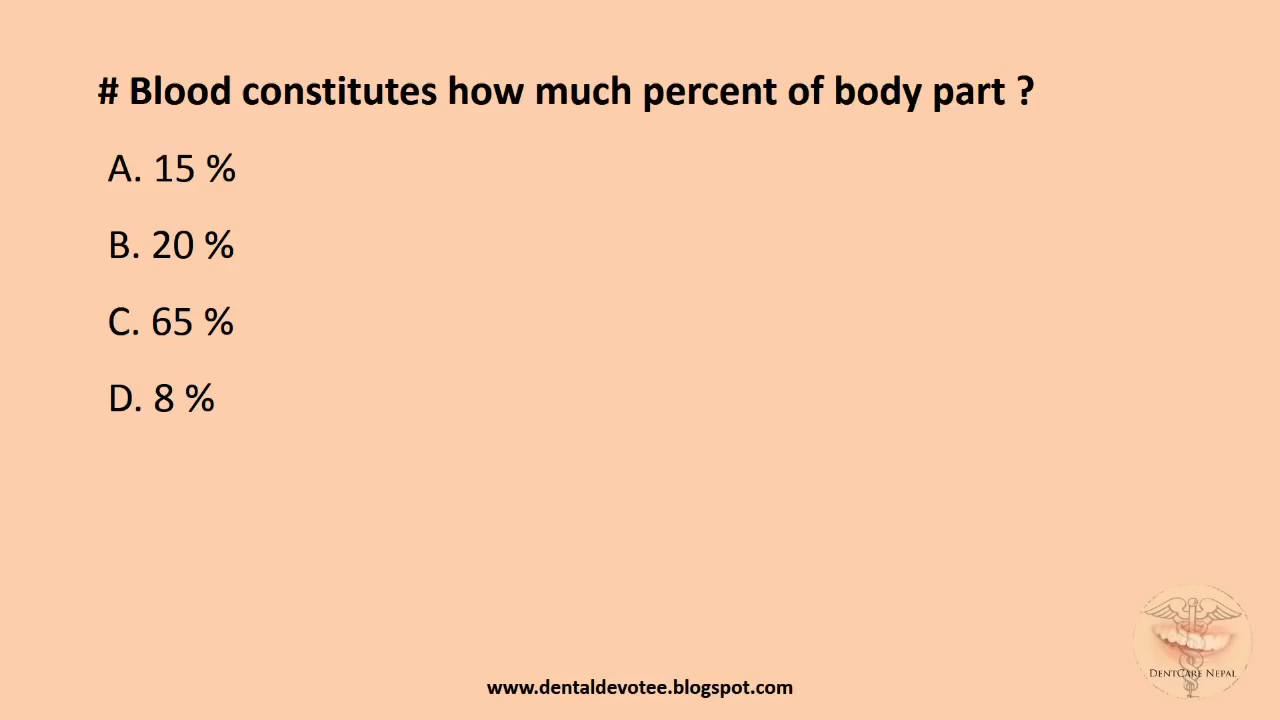 # Blood constitutes how much percent of body part ?
A. 15 %
B. 20 %
C. 65 %
D. 8 %
DENTCARE NEPAL
www.dentaldevotee.blogspot.com